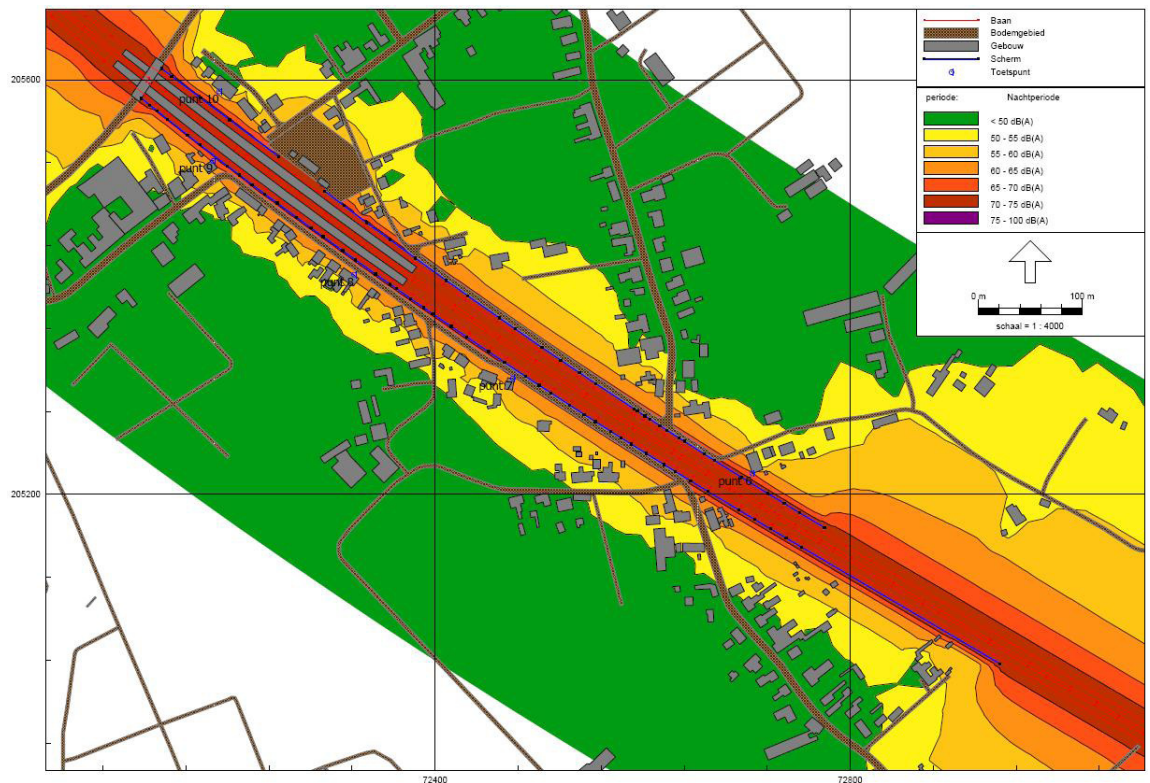 Baan
Bodemgebied
Gebouw
Scherm
Toetspunt
periode: Nachtperiode
< 50 dB(A)
50 - 55 dB(A)
55 - 60 dB(A)
60 - 65 dB(A)
65 - 70 dB(A)
70 - 75 dB(A)
75 - 100 dB(A)
0 m 100 m
schaal = 1 : 4000
205600
punt 10
punt 9
punt 8
punt 7
punt 6
205200
72400 72800